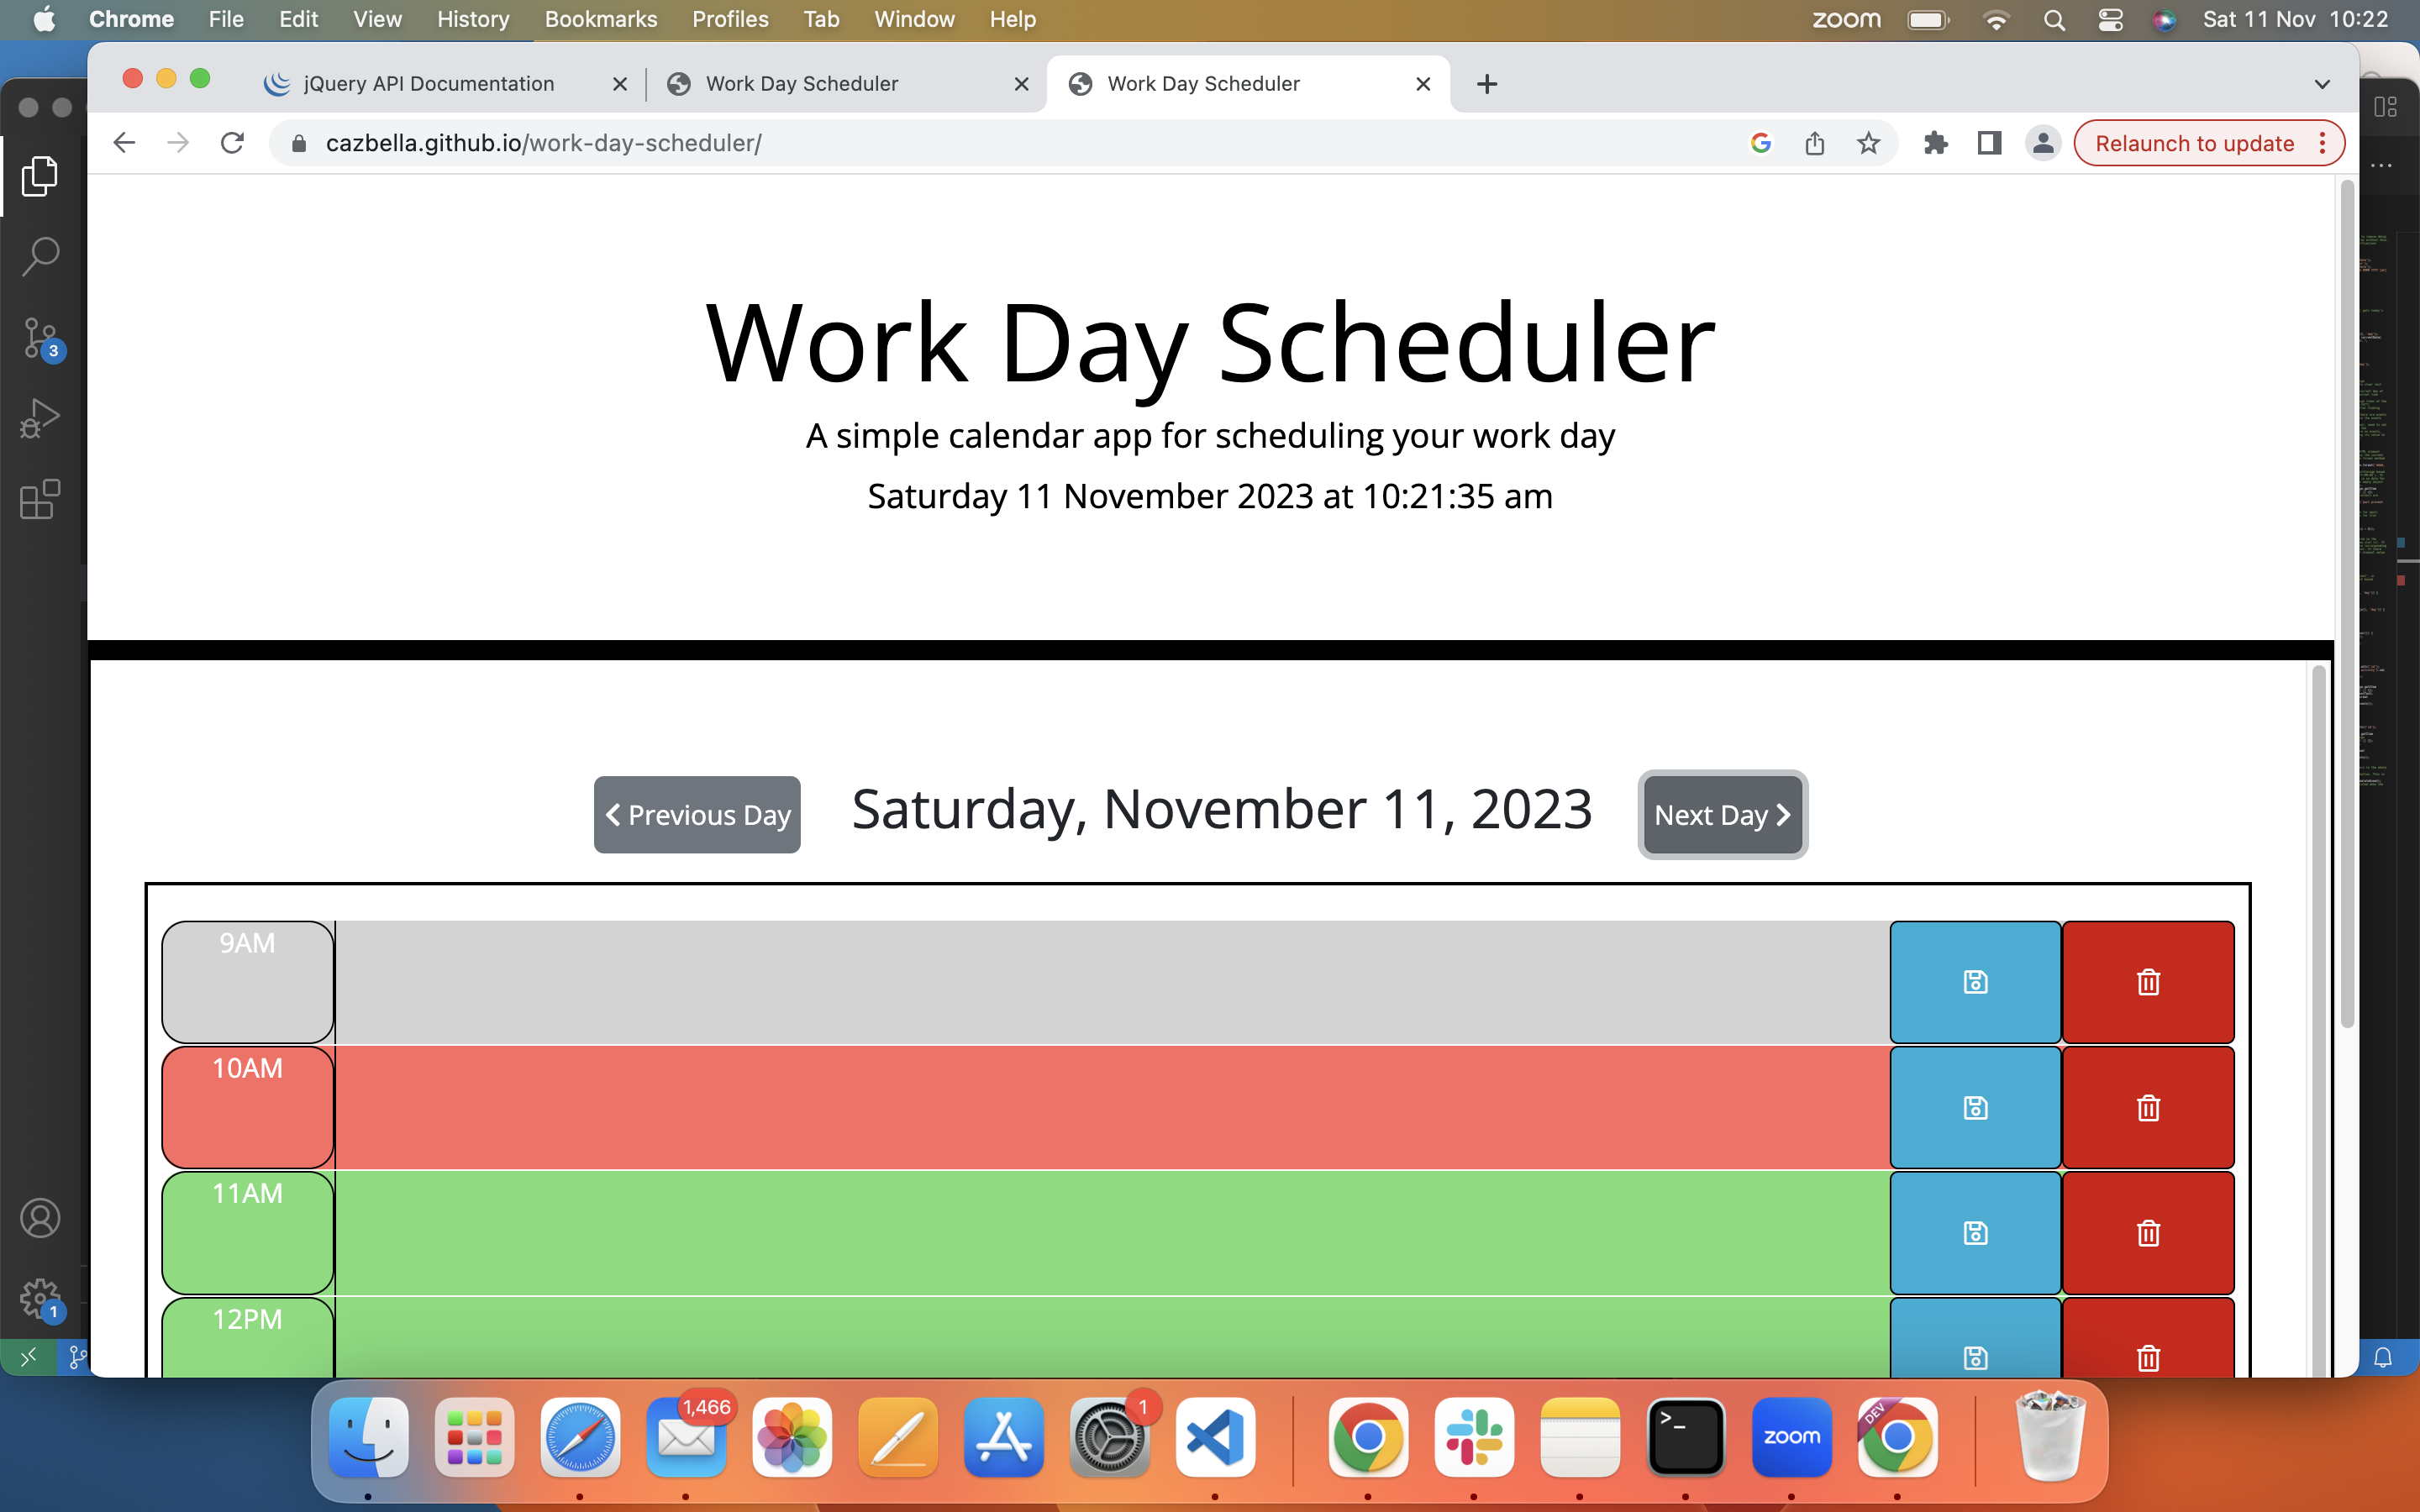 Chrome File Edit View History Bookmarks Profiles Tab Window Help zoom Sat 11 Nov 10:22
jQuery API Documentation Work Day Scheduler Work Day Scheduler
cazbella.github.io/work-day-scheduler/ Relaunch to update
Work Day Scheduler
A simple calendar app for scheduling your work day
Saturday 11 November 2023 at 10:21:35 am
3
Previous Day Saturday, November 11, 2023 Next Day
9AM
10AM
11AM
12PM
1
1,466 1
zoom
DEV